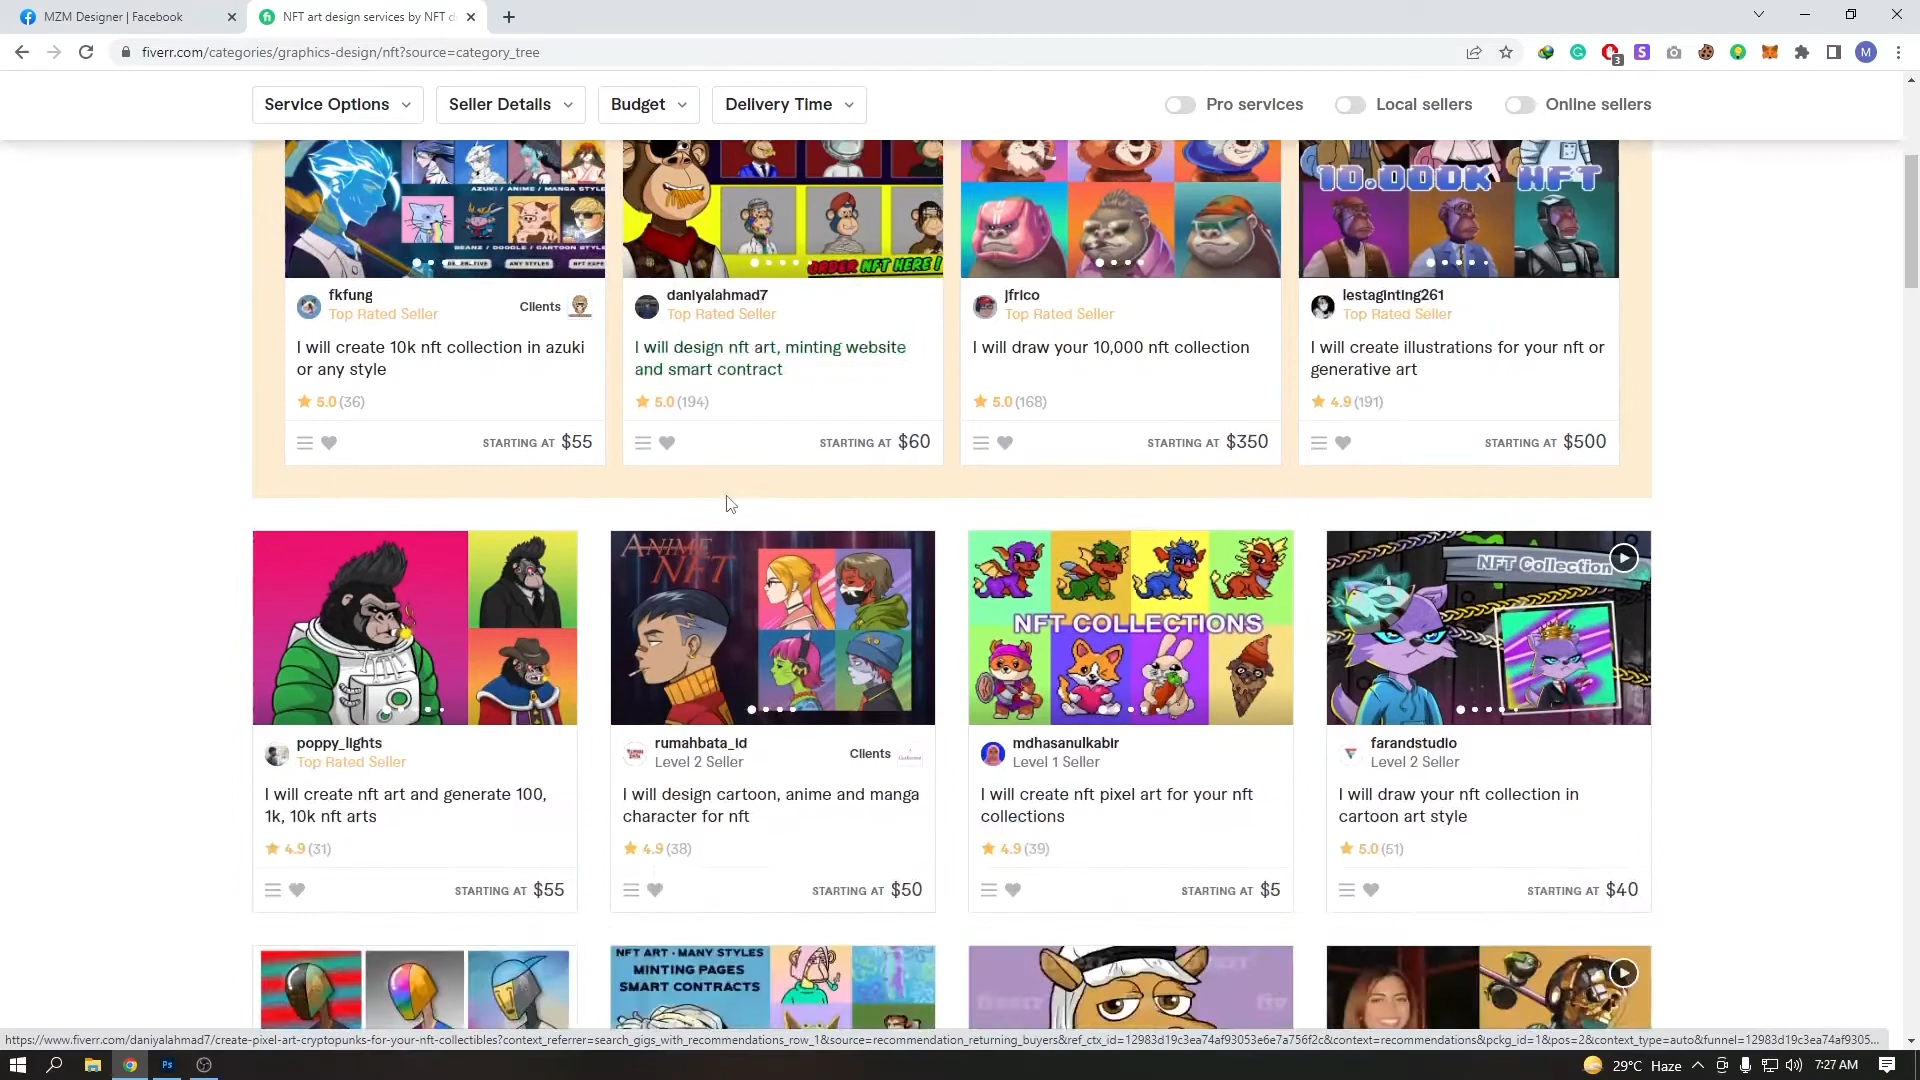 MZM Designer | Facebook
NFT art design services by NFT d
fiverr.com/categories/graphics-design/nft?source=category_tree
3
M
Service Options
Seller Details
Budget
Delivery Time
Pro services
Local sellers
Online sellers
AZUKI / ANIME / MANGA STYLE
BEANZ / DOODLE / CARTOON STYLE
ANY STYLES
ORDER NFT HERE !
10.000K NFT
fkfung
Top Rated Seller
Clients
I will create 10k nft collection in azuki
or any style
5.0 (36)
STARTING AT $55
daniyalahmad7
Top Rated Seller
I will design nft art, minting website
and smart contract
5.0 (194)
STARTING AT $60
jfrico
Top Rated Seller
I will draw your 10,000 nft collection
5.0 (168)
STARTING AT $350
lestaginting261
Top Rated Seller
I will create illustrations for your nft or
generative art
4.9 (191)
STARTING AT $500
ANIME
NFT
NFT COLLECTIONS
NFT Collection
poppy_lights
Top Rated Seller
I will create nft art and generate 100,
1k, 10k nft arts
4.9 (31)
STARTING AT $55
rumahbata_id
Level 2 Seller
Clients
I will design cartoon, anime and manga
character for nft
4.9 (38)
STARTING AT $50
mdhasanulkabir
Level 1 Seller
I will create nft pixel art for your nft
collections
4.9 (39)
STARTING AT $5
farandstudio
Level 2 Seller
I will draw your nft collection in
cartoon art style
5.0 (51)
STARTING AT $40
NFT ART - MANY STYLES
MINTING PAGES
SMART CONTRACTS
https://www.fiverr.com/daniyalahmad7/create-pixel-art-cryptopunks-for-your-nft-collectibles?context_referrer=search_gigs_with_recommendations_row_1&source=recommendation_returning_buyers&ref_ctx_id=12983d19c3ea74af93053e6e7a756f2c&context=recommendations&pckg_id=1&pos=2&context_type=auto&funnel=12983d19c3ea74af9305...
Ps
29°C Haze
7:27 AM